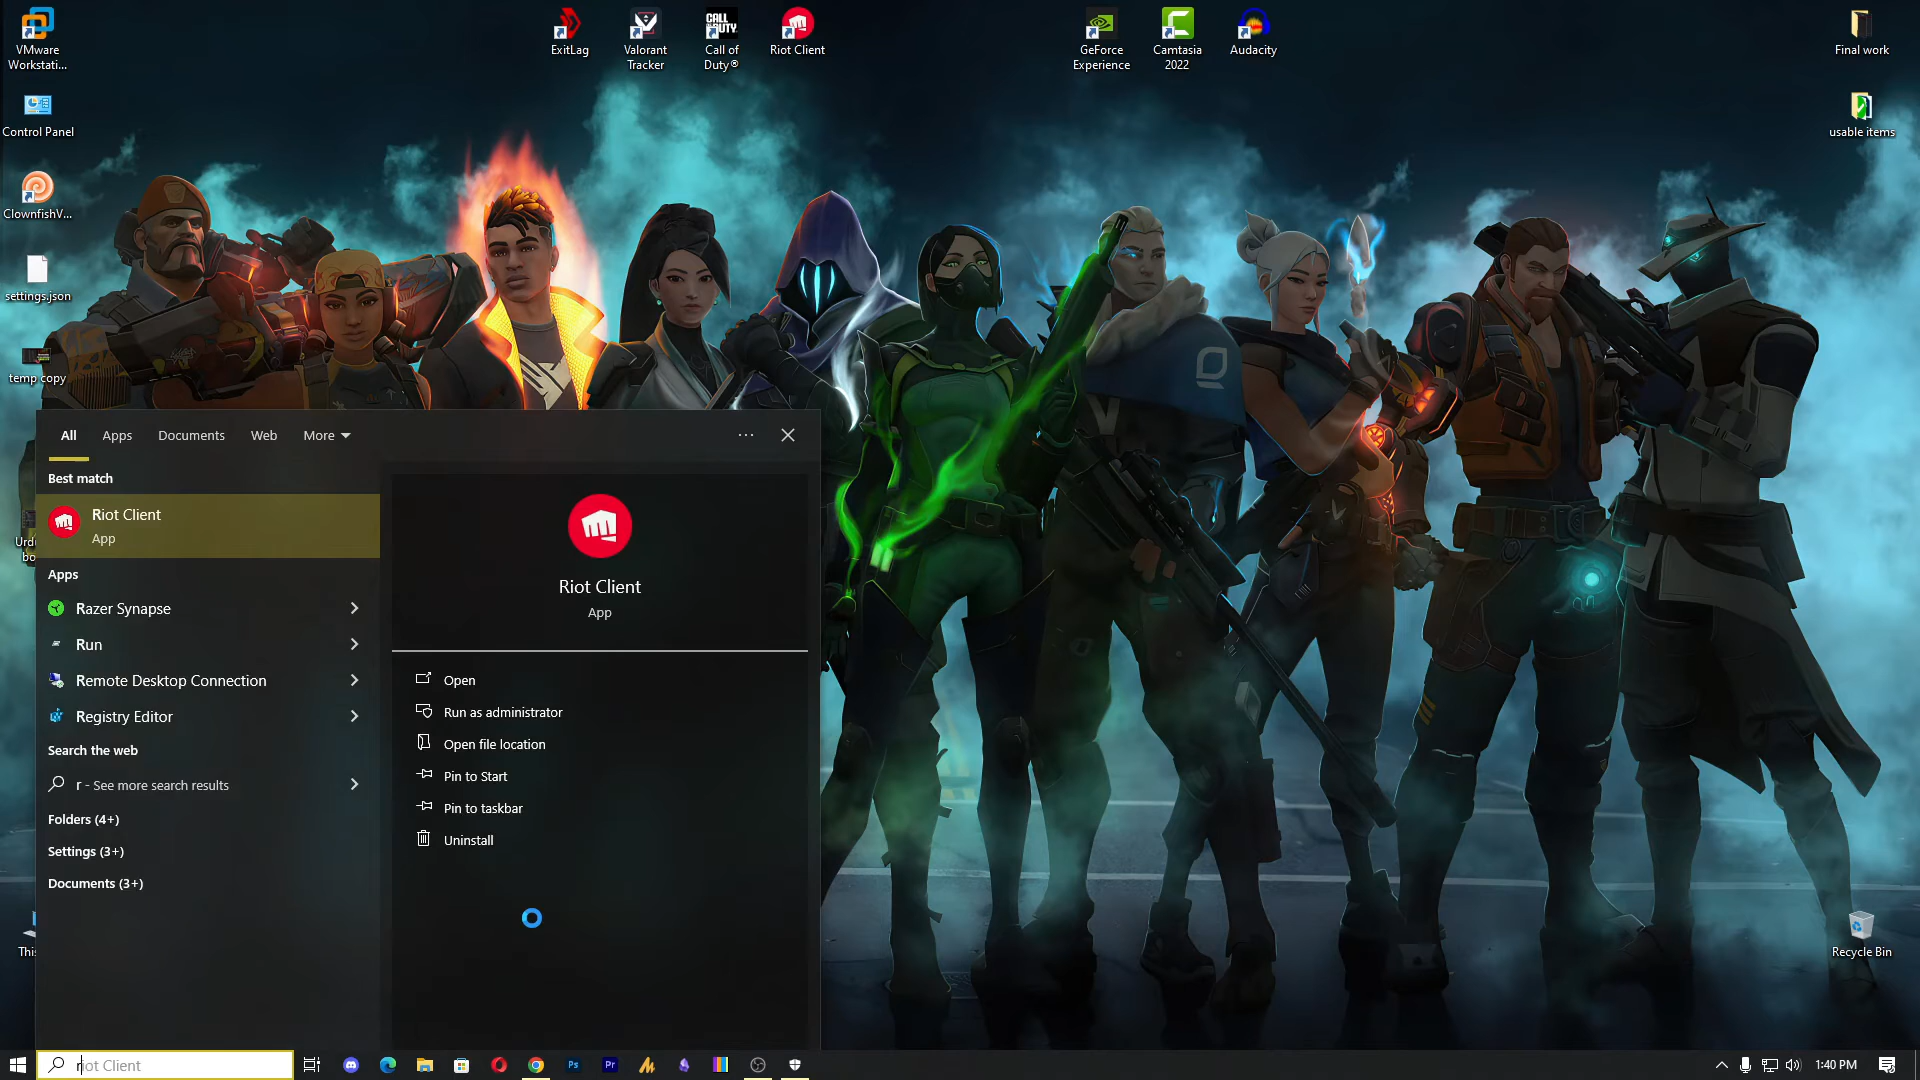 VMware
Workstati...
ExitLag
Valorant
Tracker
CALL OF
DUTY
Call of
Duty®
Riot Client
GeForce
Experience
Camtasia
2022
Audacity
Final work
Control Panel
usable items
ClownfishV...
settings.json
temp copy
All
Apps
Documents
Web
More
Best match
Riot Client
App
Apps
Razer Synapse
Run
Remote Desktop Connection
Registry Editor
Search the web
r - See more search results
Folders (4+)
Settings (3+)
Documents (3+)
Riot Client
App
Open
Run as administrator
Open file location
Pin to Start
Pin to taskbar
Uninstall
Recycle Bin
riot Client
Ps
Pr
1:40 PM